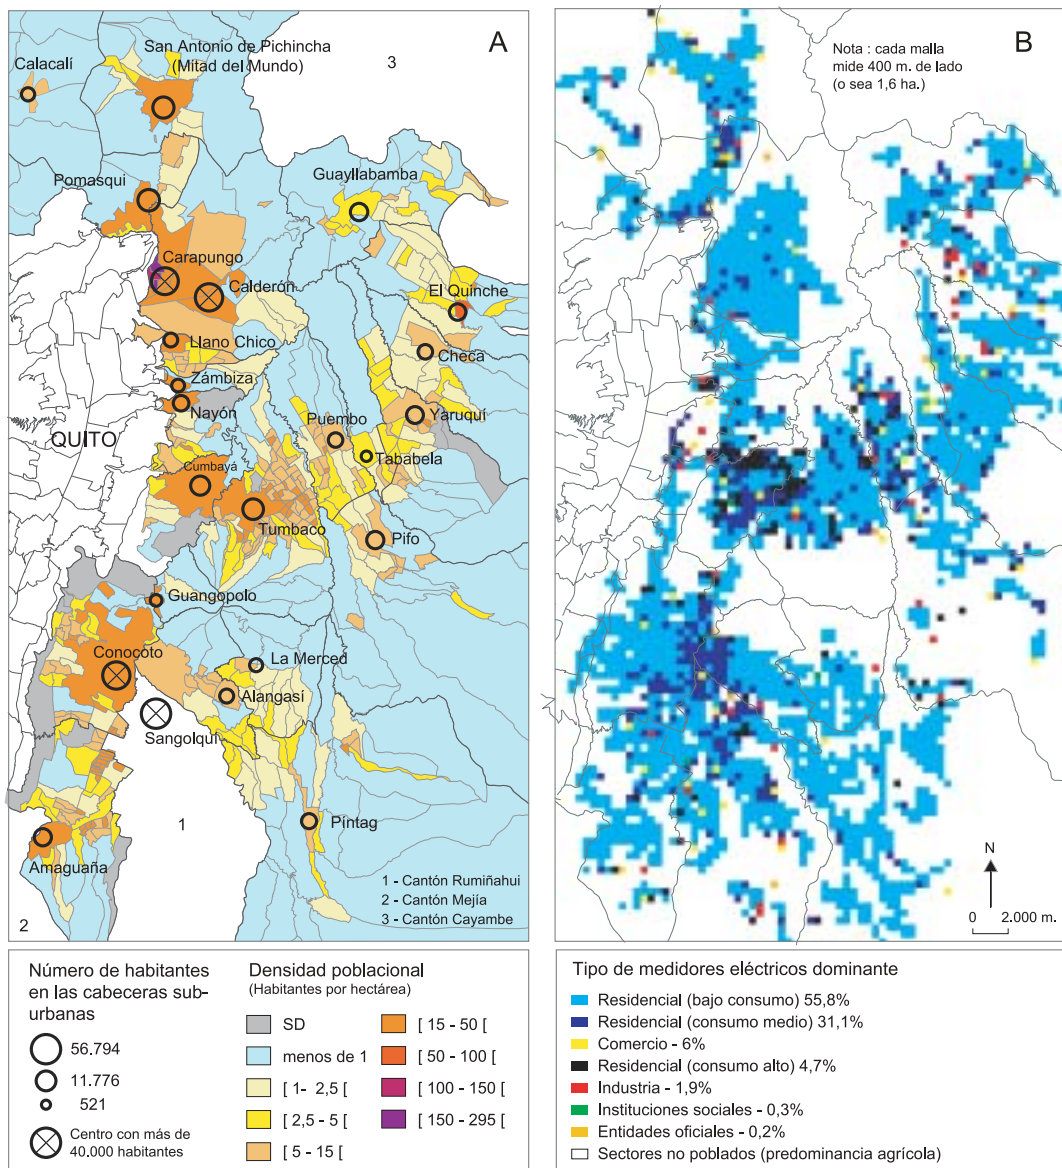 A
San Antonio de Pichincha
(Mitad del Mundo)
3
Calacalí
Pomasqui
Guayllabamba
Carapungo
Calderón
El Quinche
Llano Chico
Checa
Zámbiza
Nayón
Puembo
Yaruquí
QUITO
Tababela
Cumbayá
Tumbaco
Pifo
Guangopolo
Conocoto
La Merced
Alangasí
Sangolquí
1
Píntag
Amaguaña
2
1 - Cantón Rumiñahui
2 - Cantón Mejía
3 - Cantón Cayambe
Número de habitantes
en las cabeceras sub-
urbanas
56.794
11.776
521
Centro con más de
40.000 habitantes
Densidad poblacional
(Habitantes por hectárea)
SD
menos de 1
[ 1- 2,5 [
[ 2,5 - 5 [
[ 5 - 15 [
[ 15 - 50 [
[ 50 - 100 [
[ 100 - 150 [
[ 150 - 295 [
B
Nota : cada malla
mide 400 m. de lado
(o sea 1,6 ha.)
N
0 2.000 m.
Tipo de medidores eléctricos dominante
Residencial (bajo consumo) 55,8%
Residencial (consumo medio) 31,1%
Comercio - 6%
Residencial (consumo alto) 4,7%
Industria - 1,9%
Instituciones sociales - 0,3%
Entidades oficiales - 0,2%
Sectores no poblados (predominancia agrícola)